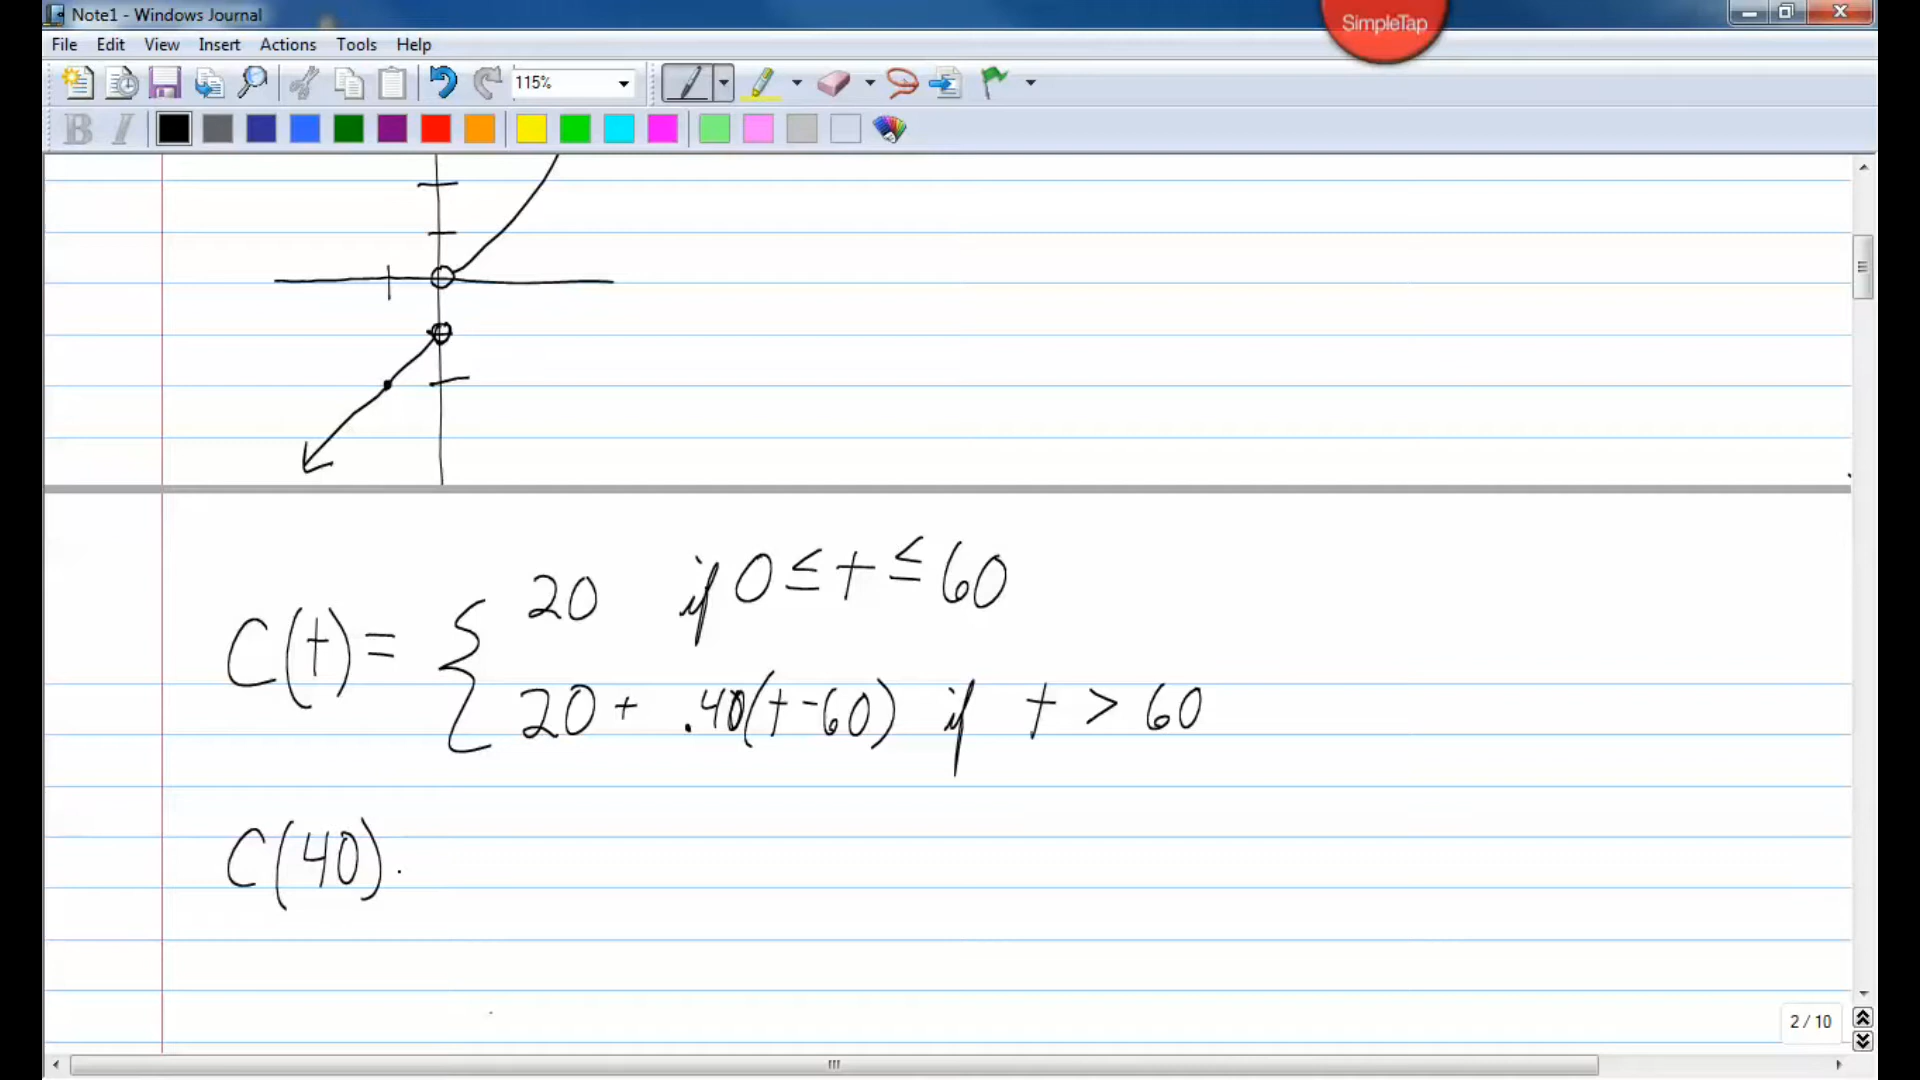 Note1 - Windows Journal
SimpleTap
File Edit View Insert Actions Tools Help
115%
B I
C(t) = { 20 if 0 ≤ t ≤ 60
20 + .40(t-60) if t > 60
C(40)
2 / 10